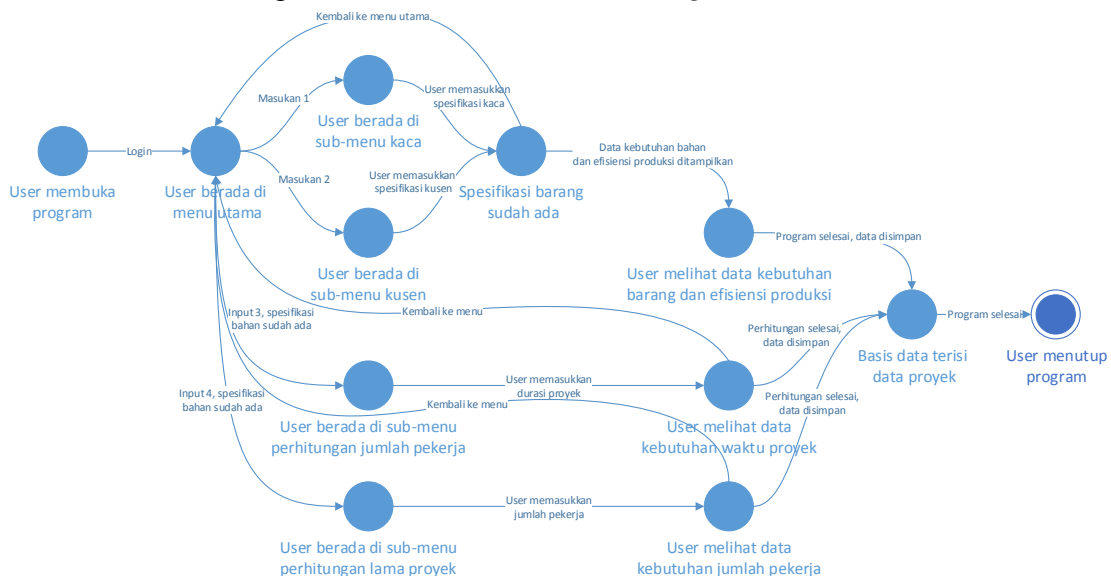 Kembali ke menu utama
Masukan 1
User memasukkan
spesifikasi kaca
User berada di
sub-menu kaca
Login
Data kebutuhan bahan
dan efisiensi produksi ditampilkan
Masukan 2
User memasukkan
spesifikasi kusen
User membuka
program
User berada di
menu utama
Spesifikasi barang
sudah ada
Program selesai, data disimpan
User berada di
sub-menu kusen
User melihat data kebutuhan
barang dan efisiensi produksi
Input 3, spesifikasi
bahan sudah ada
Kembali ke menu
Program selesai
Perhitungan selesai,
data disimpan
Basis data terisi
data proyek
User menutup
program
User memasukkan
durasi proyek
Input 4, spesifikasi
bahan sudah ada
Kembali ke menu
Perhitungan selesai,
data disimpan
User berada di sub-menu
perhitungan jumlah pekerja
User melihat data
kebutuhan waktu proyek
User memasukkan
jumlah pekerja
User berada di sub-menu
perhitungan lama proyek
User melihat data
kebutuhan jumlah pekerja